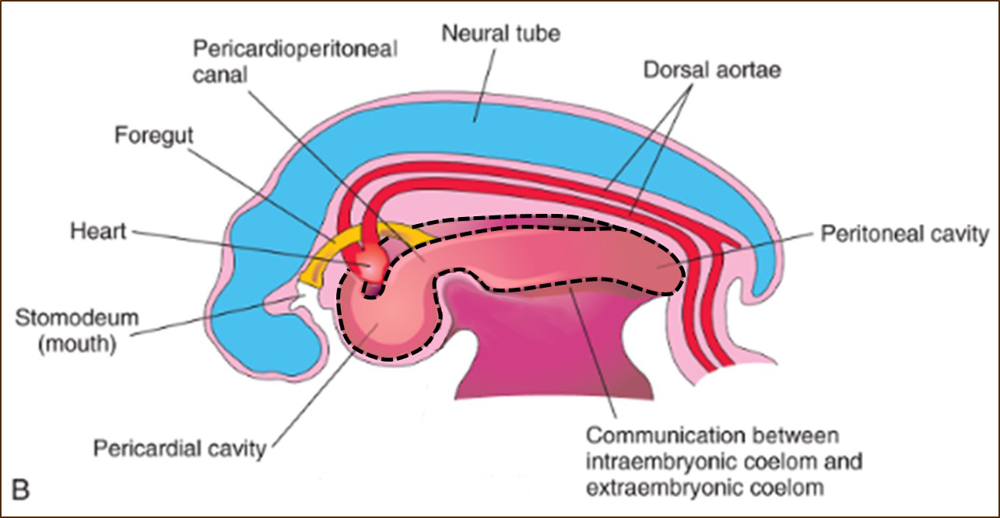 Neural tube
Pericardioperitoneal
canal
Dorsal aortae
Foregut
Heart
Peritoneal cavity
Stomodeum
(mouth)
Pericardial cavity
Communication between
intraembryonic coelom and
extraembryonic coelom
B